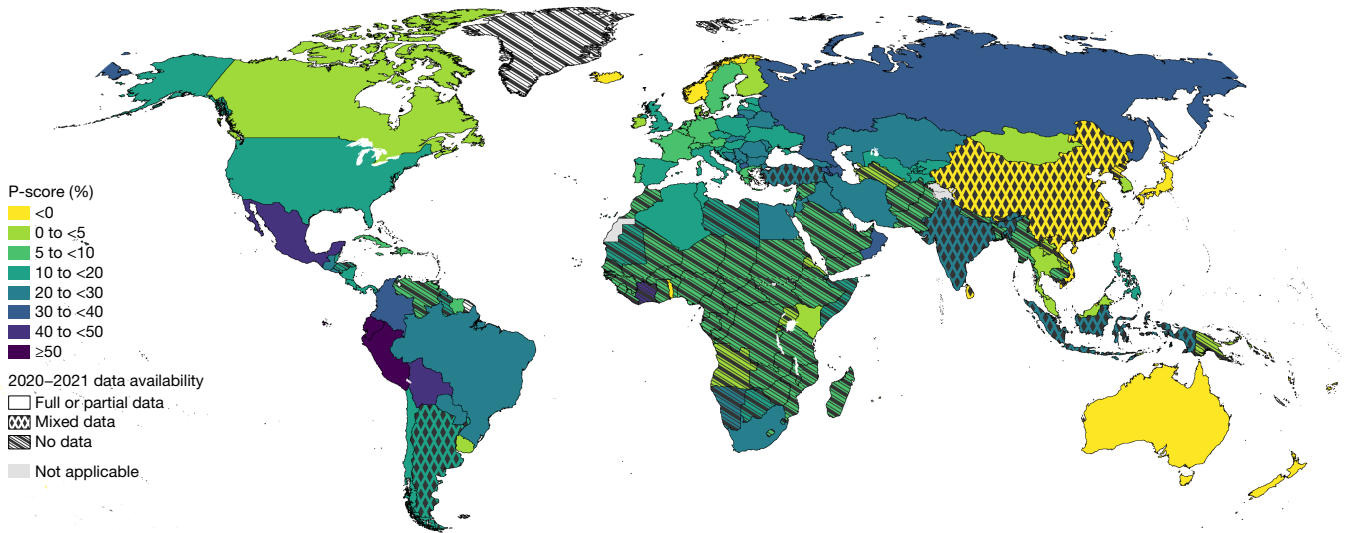 P-score (%)
<0
0 to <5
5 to <10
10 to <20
20 to <30
30 to <40
40 to <50
≥50
2020–2021 data availability
Full or partial data
Mixed data
No data
Not applicable